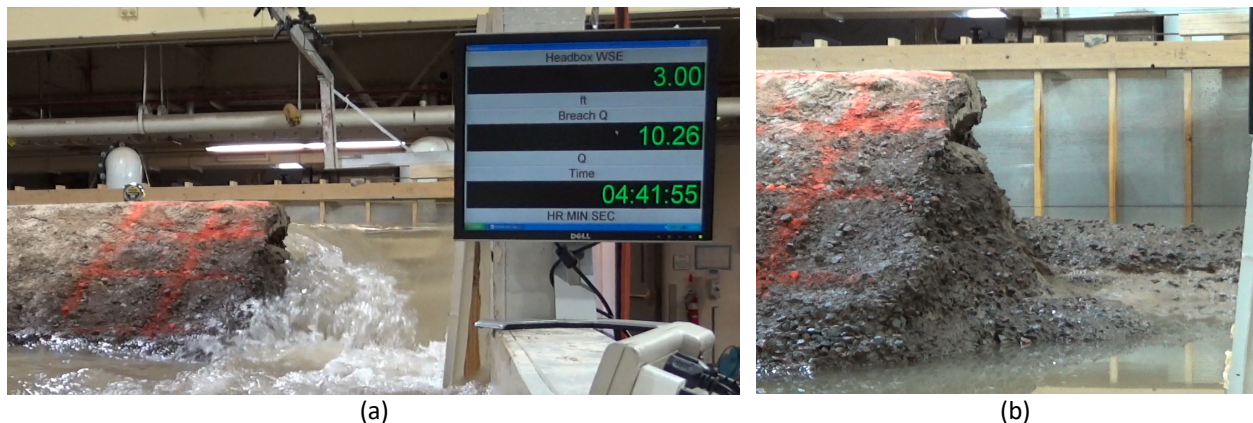 Headbox WSE
3.00
ft
Breach Q
10.26
Q
Time
04:41:55
HR MIN SEC
DELL
(a)
(b)